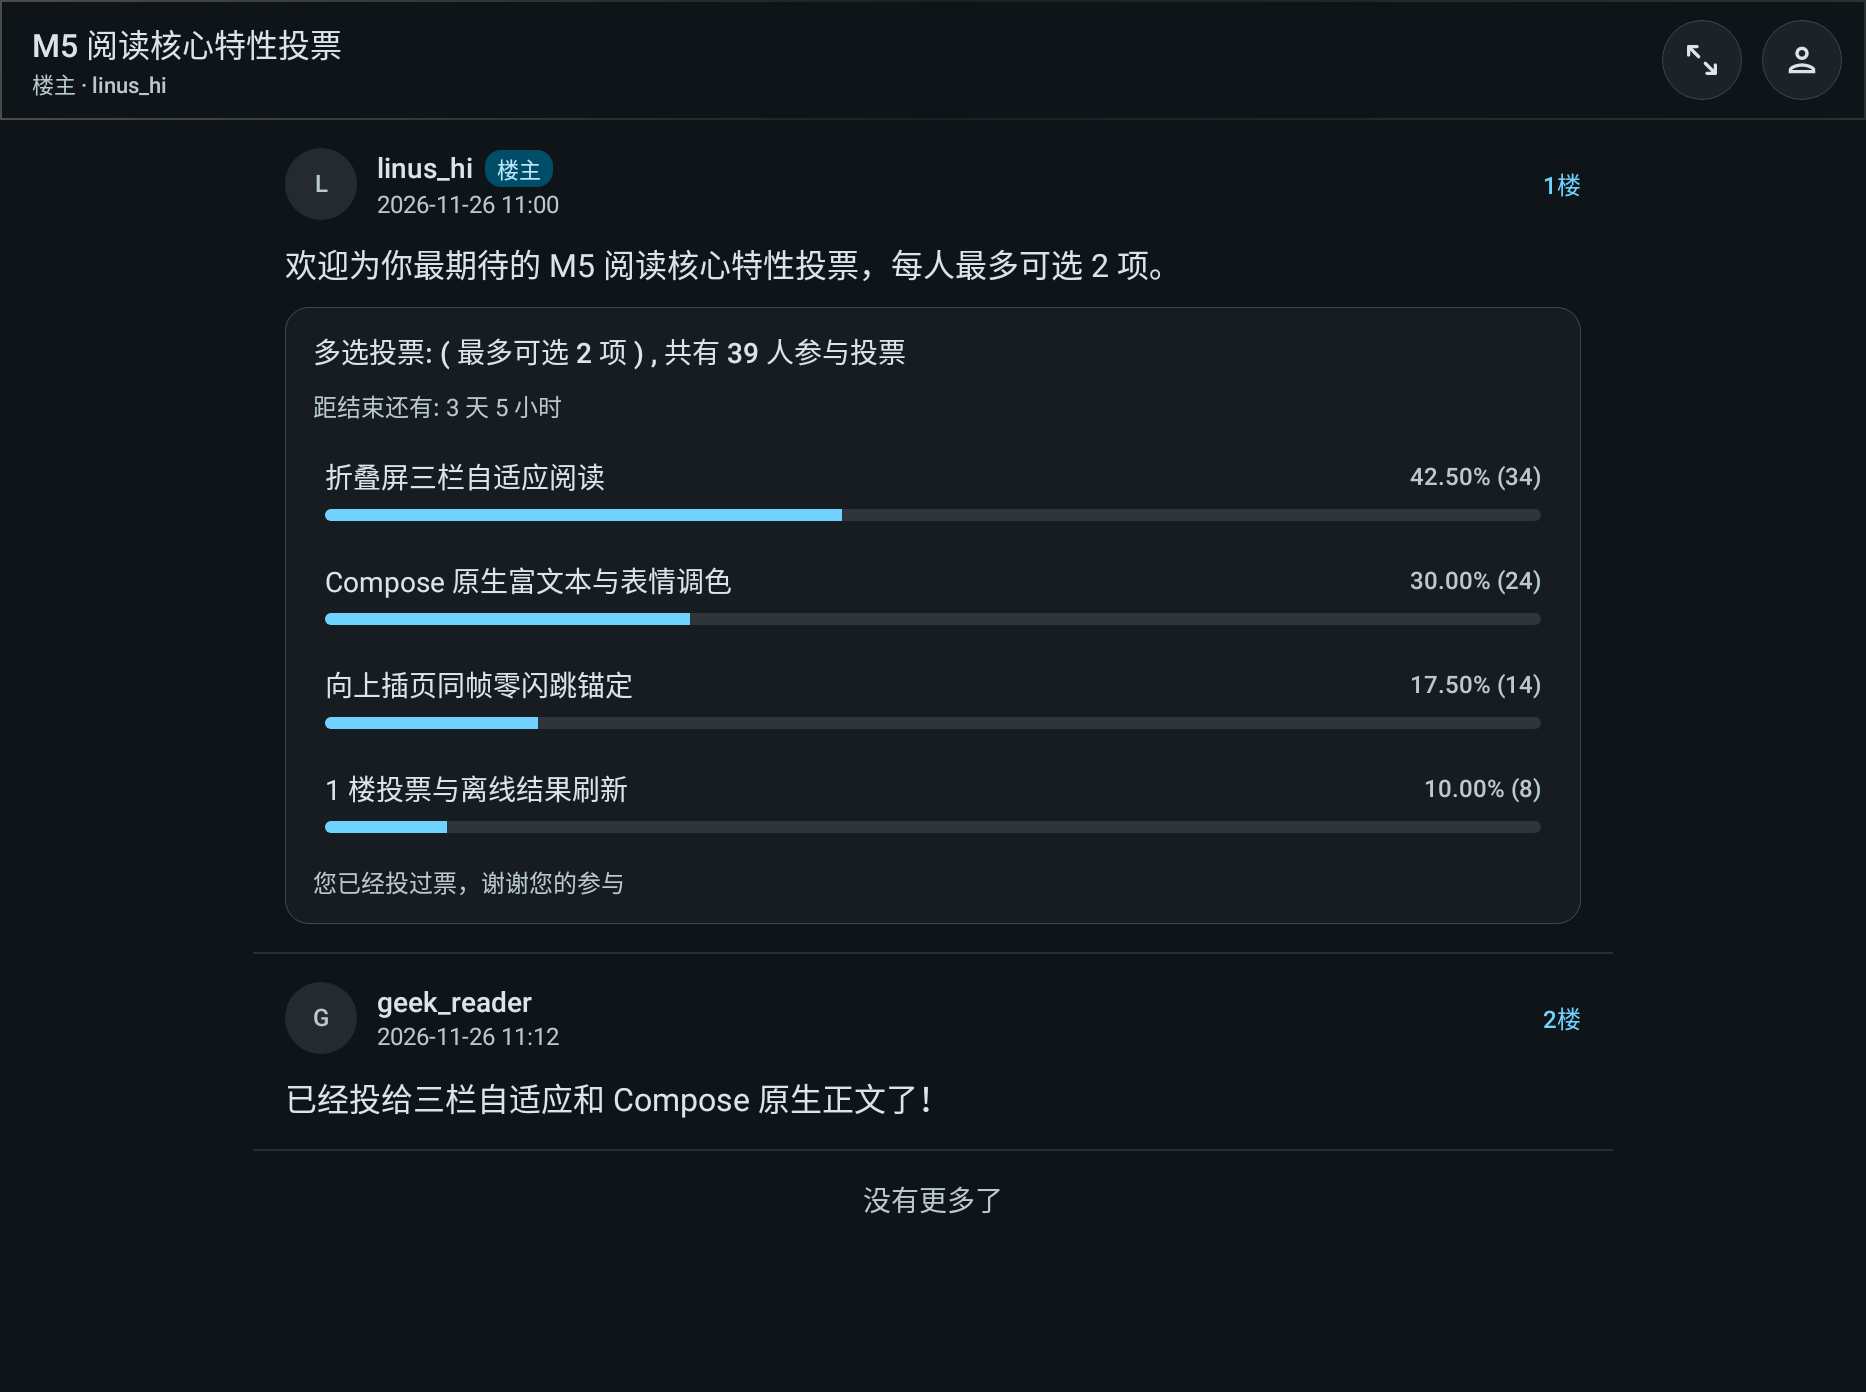 M5 阅读核心特性投票
楼主 · linus_hi
L
linus_hi 楼主
2026-11-26 11:00
1楼
欢迎为你最期待的 M5 阅读核心特性投票，每人最多可选 2 项。
多选投票: ( 最多可选 2 项 ) , 共有 39 人参与投票
距结束还有: 3 天 5 小时
折叠屏三栏自适应阅读 42.50% (34)
Compose 原生富文本与表情调色 30.00% (24)
向上插页同帧零闪跳锚定 17.50% (14)
1 楼投票与离线结果刷新 10.00% (8)
您已经投过票，谢谢您的参与
G
geek_reader
2026-11-26 11:12
2楼
已经投给三栏自适应和 Compose 原生正文了！
没有更多了